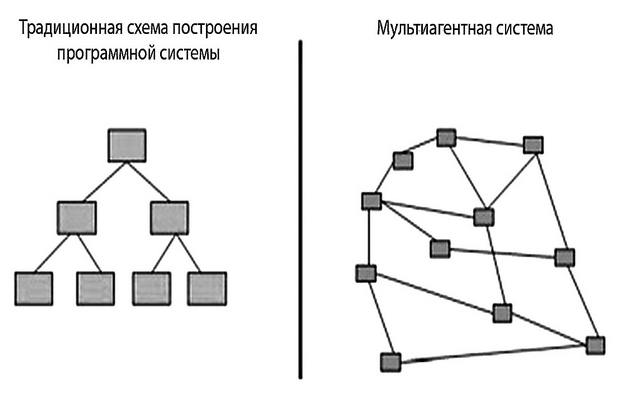 Традиционная схема построения
программной системы
Мультиагентная система